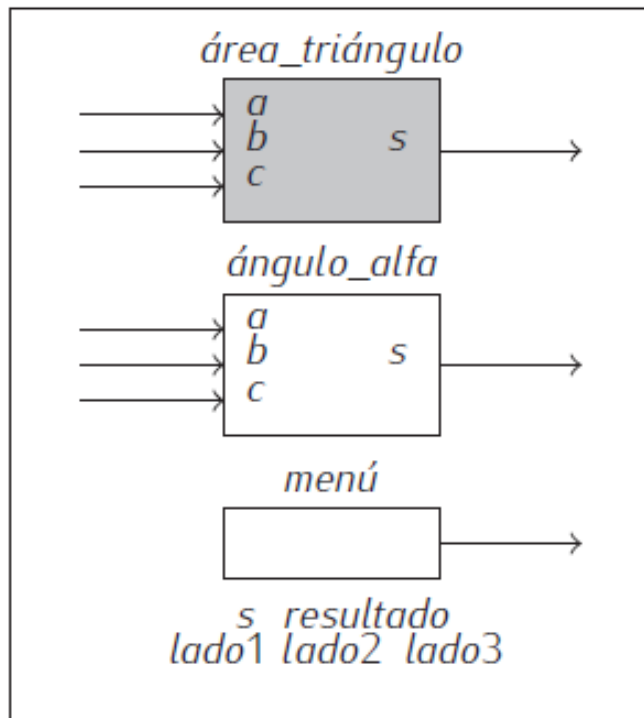 área_triángulo
a
b s
c
ángulo_alfa
a
b s
c
menú
s resultado
lado1 lado2 lado3